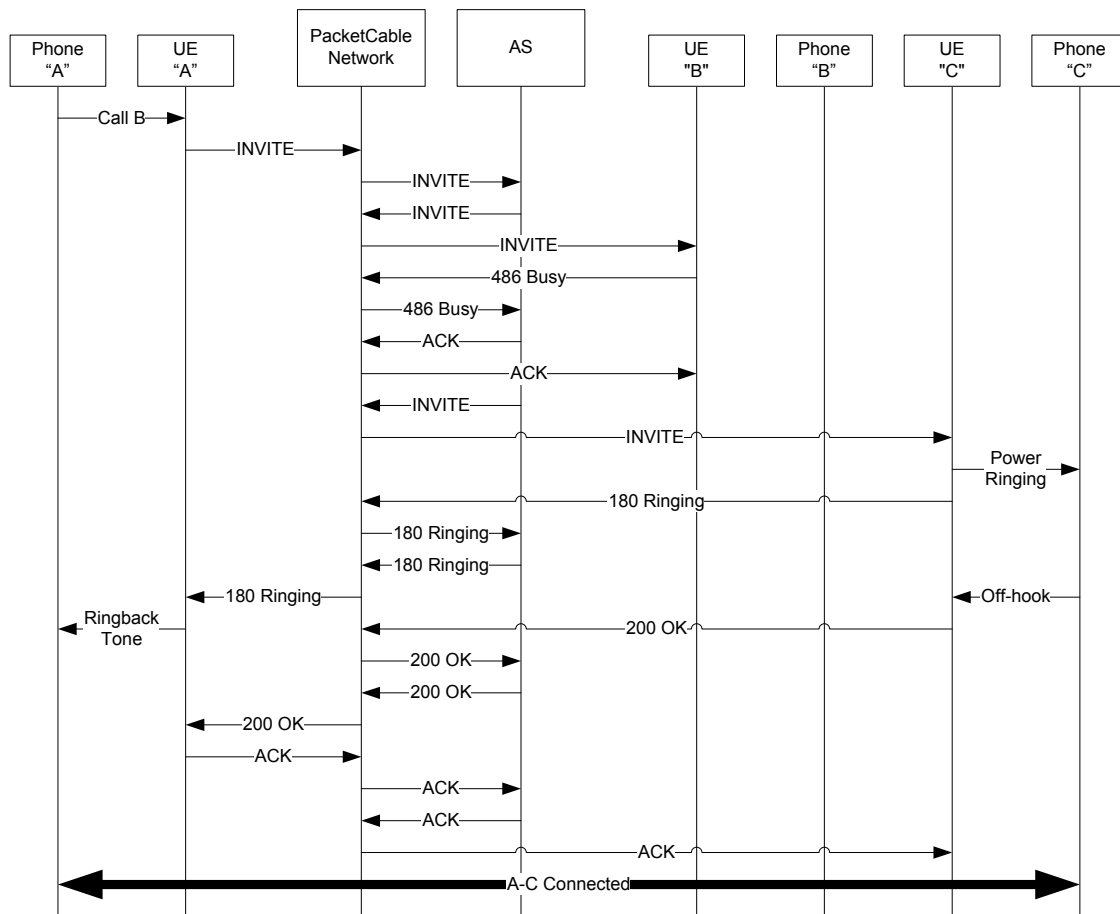 Phone
“A”
UE
“A”
PacketCable
Network
AS
UE
"B"
Phone
“B”
UE
"C"
Phone
“C”
Call B
INVITE
INVITE
INVITE
INVITE
486 Busy
486 Busy
ACK
ACK
INVITE
INVITE
Power
Ringing
180 Ringing
180 Ringing
180 Ringing
180 Ringing
Off-hook
Ringback
Tone
200 OK
200 OK
200 OK
200 OK
ACK
ACK
ACK
ACK
A-C Connected